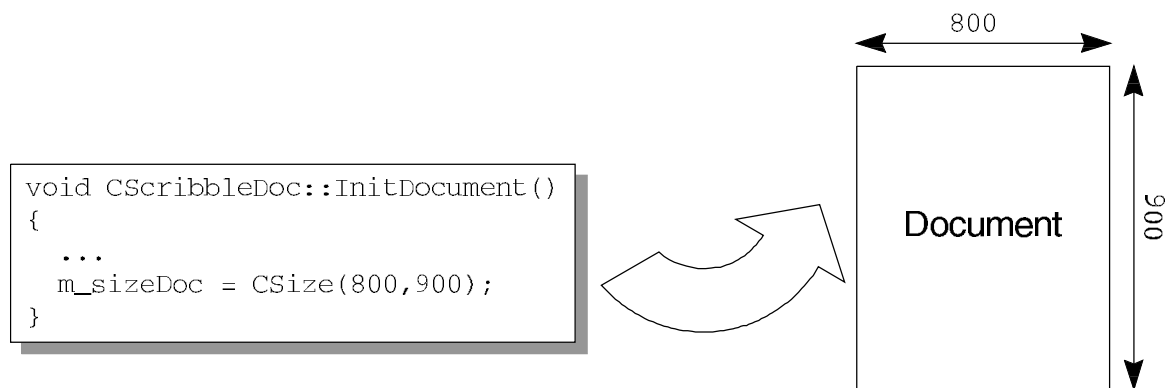 800
void CScribbleDoc::InitDocument()
{
...
m_sizeDoc = CSize(800,900);
}
Document
900